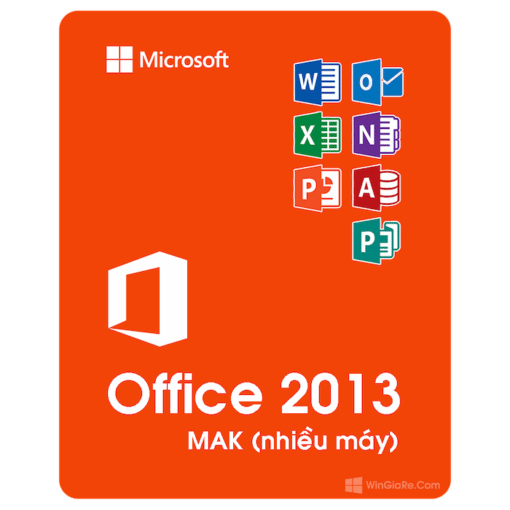 Microsoft
W O
X N
P A
P
Office 2013
MAK (nhiều máy)
WinGiaRe.Com